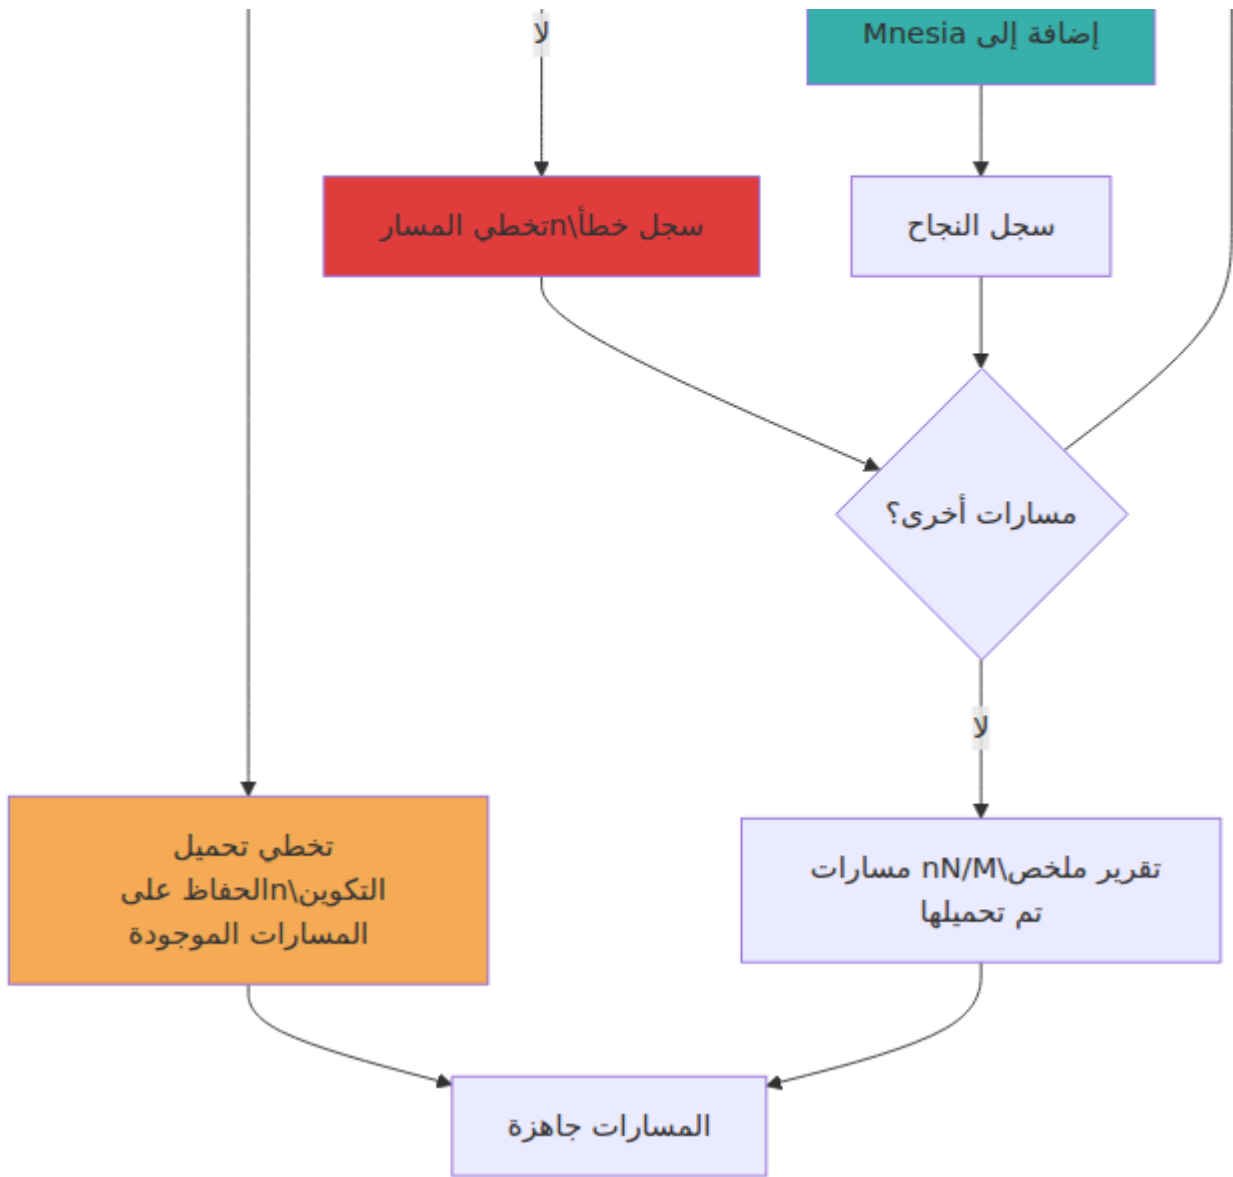 لا
إضافة إلى Mnesia
سجل خطأ\nتخطي المسار
سجل النجاح
مسارات أخرى؟
لا
تخطي تحميل
التكوين\nالحفاظ على
المسارات الموجودة
تقرير ملخص\nN/M مسارات
تم تحميلها
المسارات جاهزة